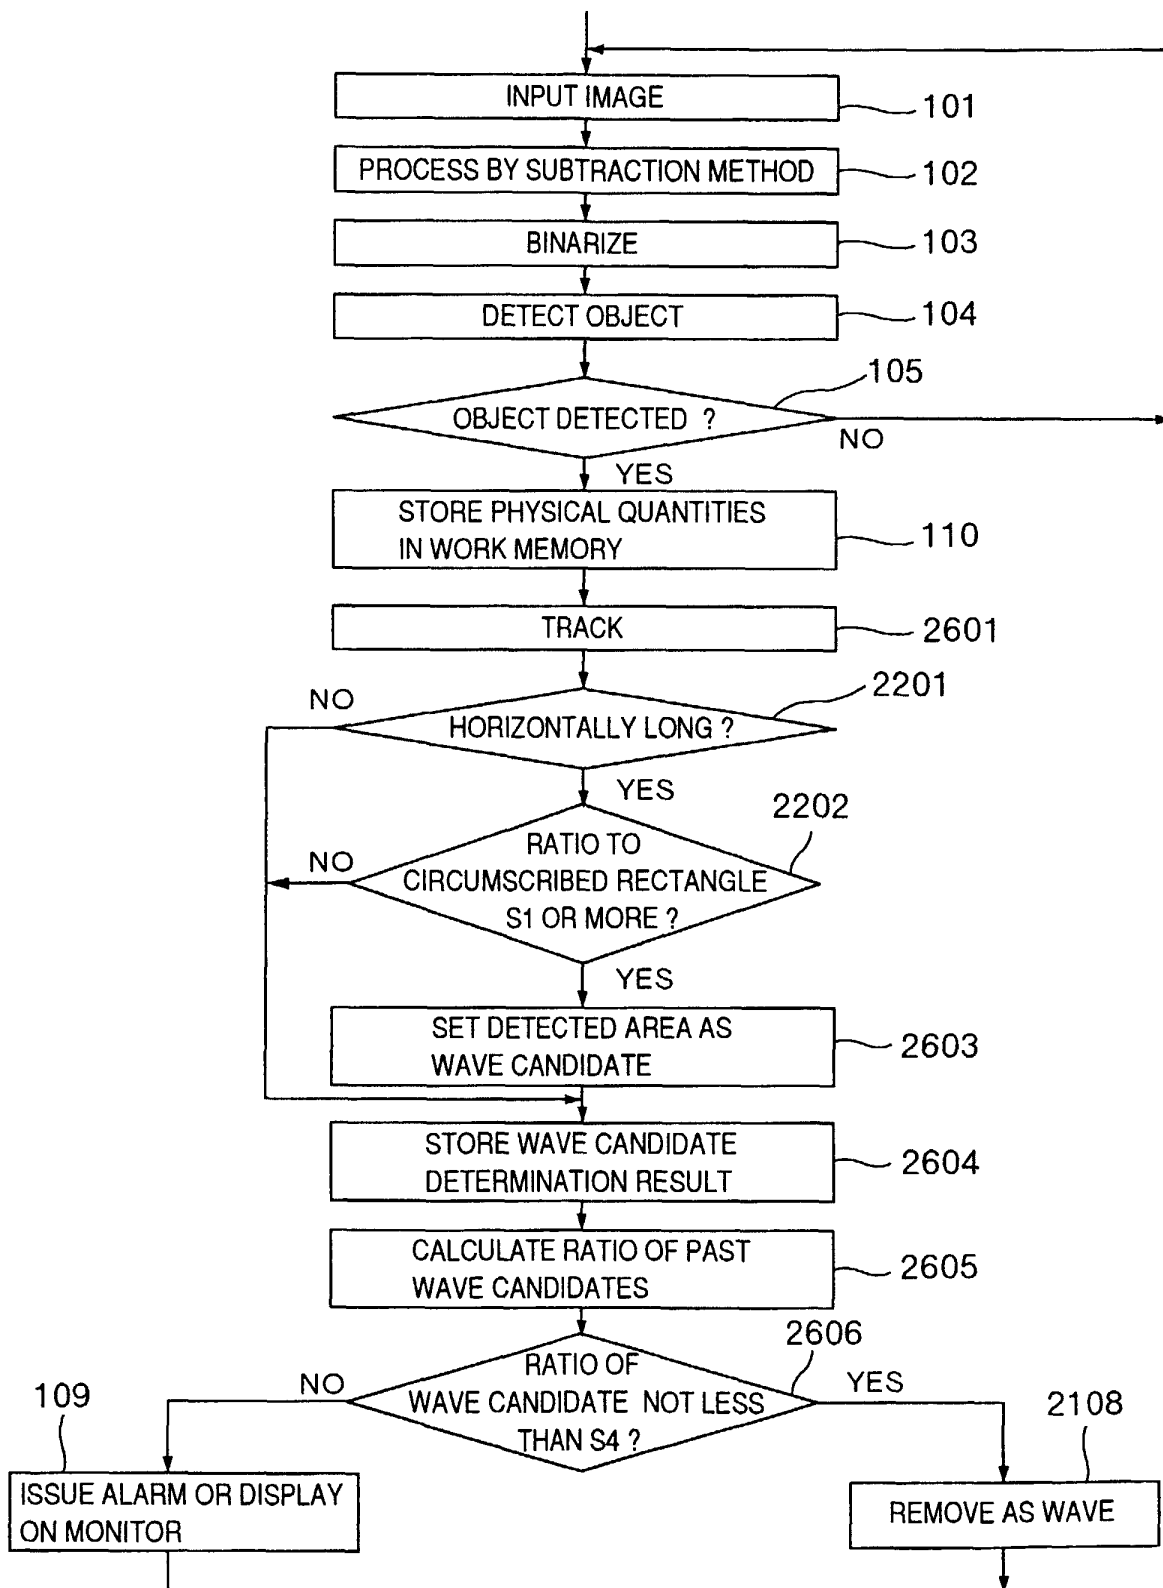 INPUT IMAGE
101
PROCESS BY SUBTRACTION METHOD
102
BINARIZE
103
DETECT OBJECT
104
105
OBJECT DETECTED ?
NO
YES
STORE PHYSICAL QUANTITIES
IN WORK MEMORY
110
TRACK
2601
2201
NO
HORIZONTALLY LONG ?
YES
2202
RATIO TO
NO
CIRCUMSCRIBED RECTANGLE
S1 OR MORE ?
YES
SET DETECTED AREA AS
WAVE CANDIDATE
2603
STORE WAVE CANDIDATE
DETERMINATION RESULT
2604
CALCULATE RATIO OF PAST
WAVE CANDIDATES
2605
2606
RATIO OF
NO
YES
WAVE CANDIDATE NOT LESS
THAN S4 ?
109
2108
ISSUE ALARM OR DISPLAY
ON MONITOR
REMOVE AS WAVE